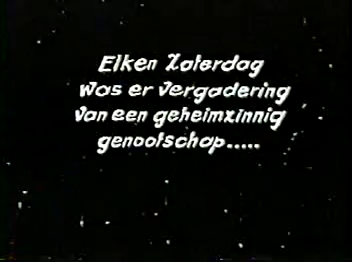 Elken Zaterdag
was er vergadering
van een geheimzinnig
genootschap.....